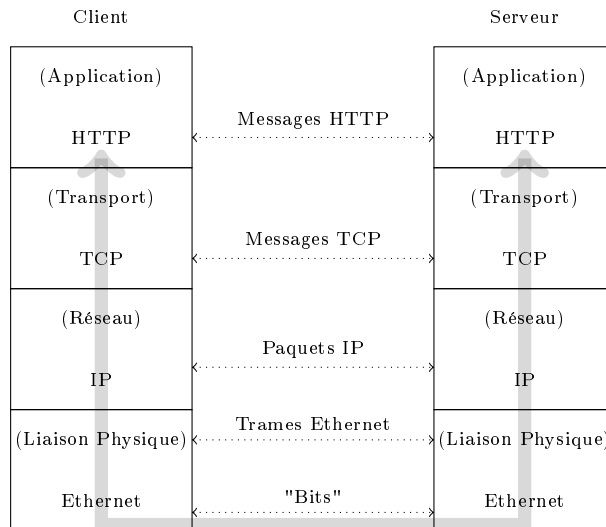 Client Serveur
(Application) (Application)
Messages HTTP
HTTP HTTP
(Transport) (Transport)
Messages TCP
TCP TCP
(Réseau) (Réseau)
Paquets IP
IP IP
Trames Ethernet
(Liaison Physique) (Liaison Physique)
"Bits"
Ethernet Ethernet